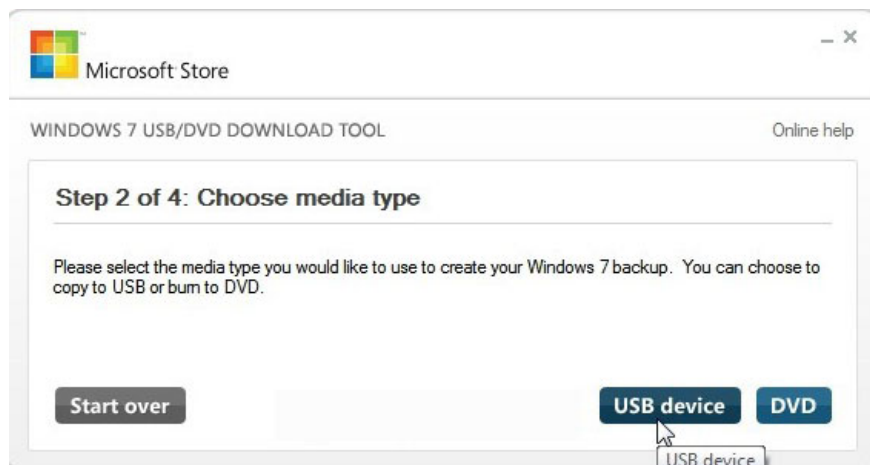 Microsoft Store
WINDOWS 7 USB/DVD DOWNLOAD TOOL Online help
Step 2 of 4: Choose media type
Please select the media type you would like to use to create your Windows 7 backup. You can choose to
copy to USB or burn to DVD.
Start over USB device DVD
USB device